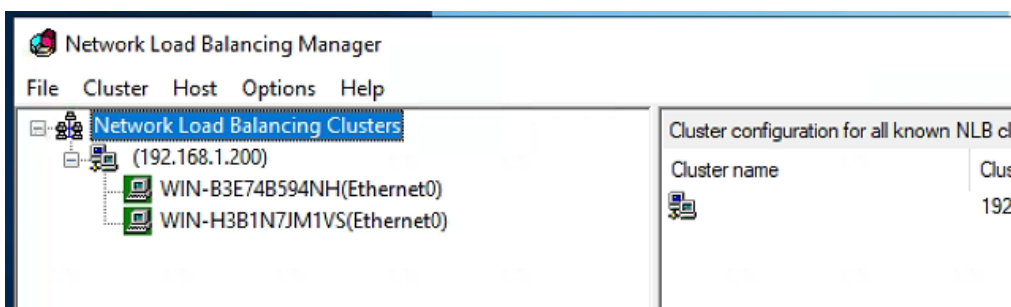 Network Load Balancing Manager
File Cluster Host Options Help
Network Load Balancing Clusters
(192.168.1.200)
WIN-B3E74B594NH(Ethernet0)
WIN-H3B1N7JM1VS(Ethernet0)
Cluster configuration for all known NLB cl
Cluster name Clus
192